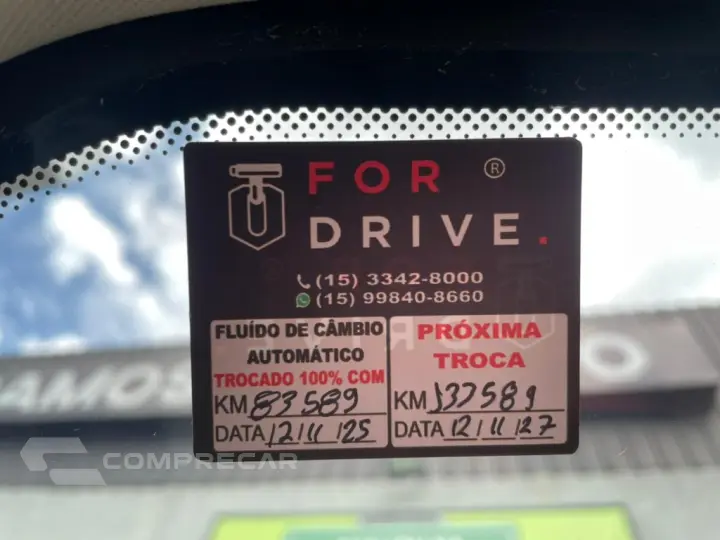 FOR ®
DRIVE.
(15) 3342-8000
(15) 99840-8660
FLUÍDO DE CÂMBIO
AUTOMÁTICO
TROCADO 100% COM
KM 83589
DATA 12/11/25
PRÓXIMA
TROCA
KM 137589
DATA 12/11/27
COMPRECAR